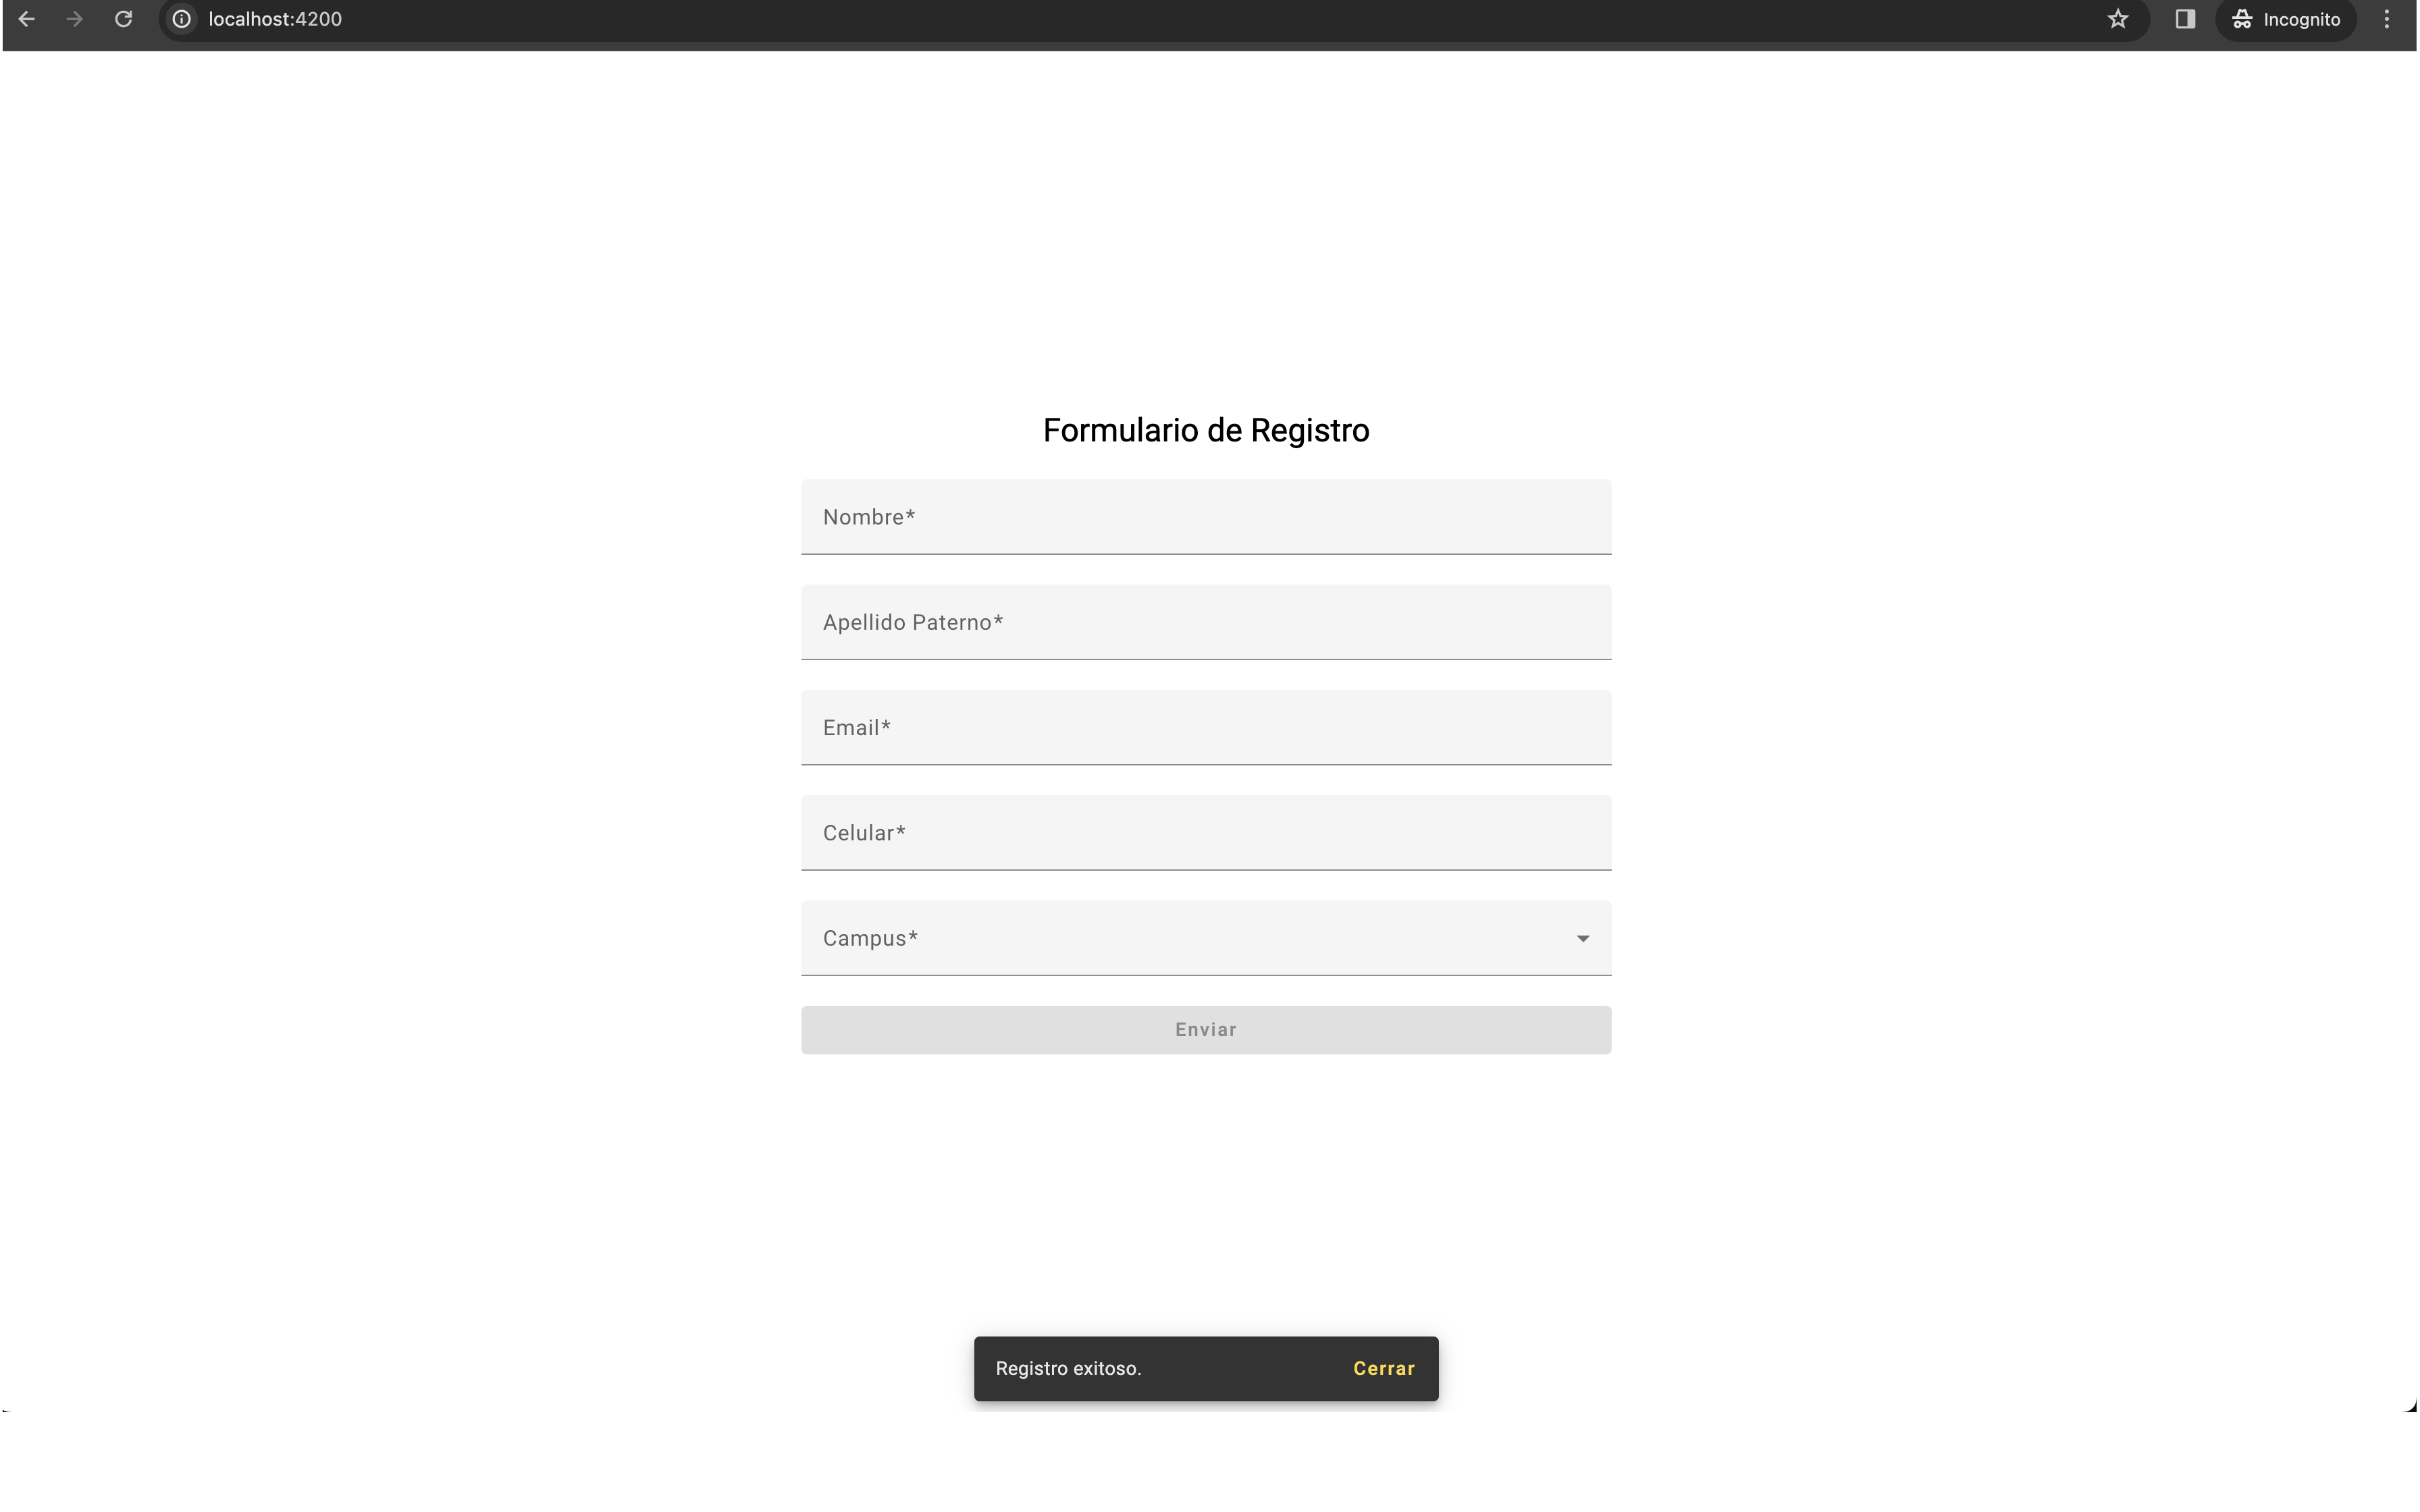 localhost:4200
Incognito
Formulario de Registro
Nombre*
Apellido Paterno*
Email*
Celular*
Campus*
Enviar
Registro exitoso. Cerrar